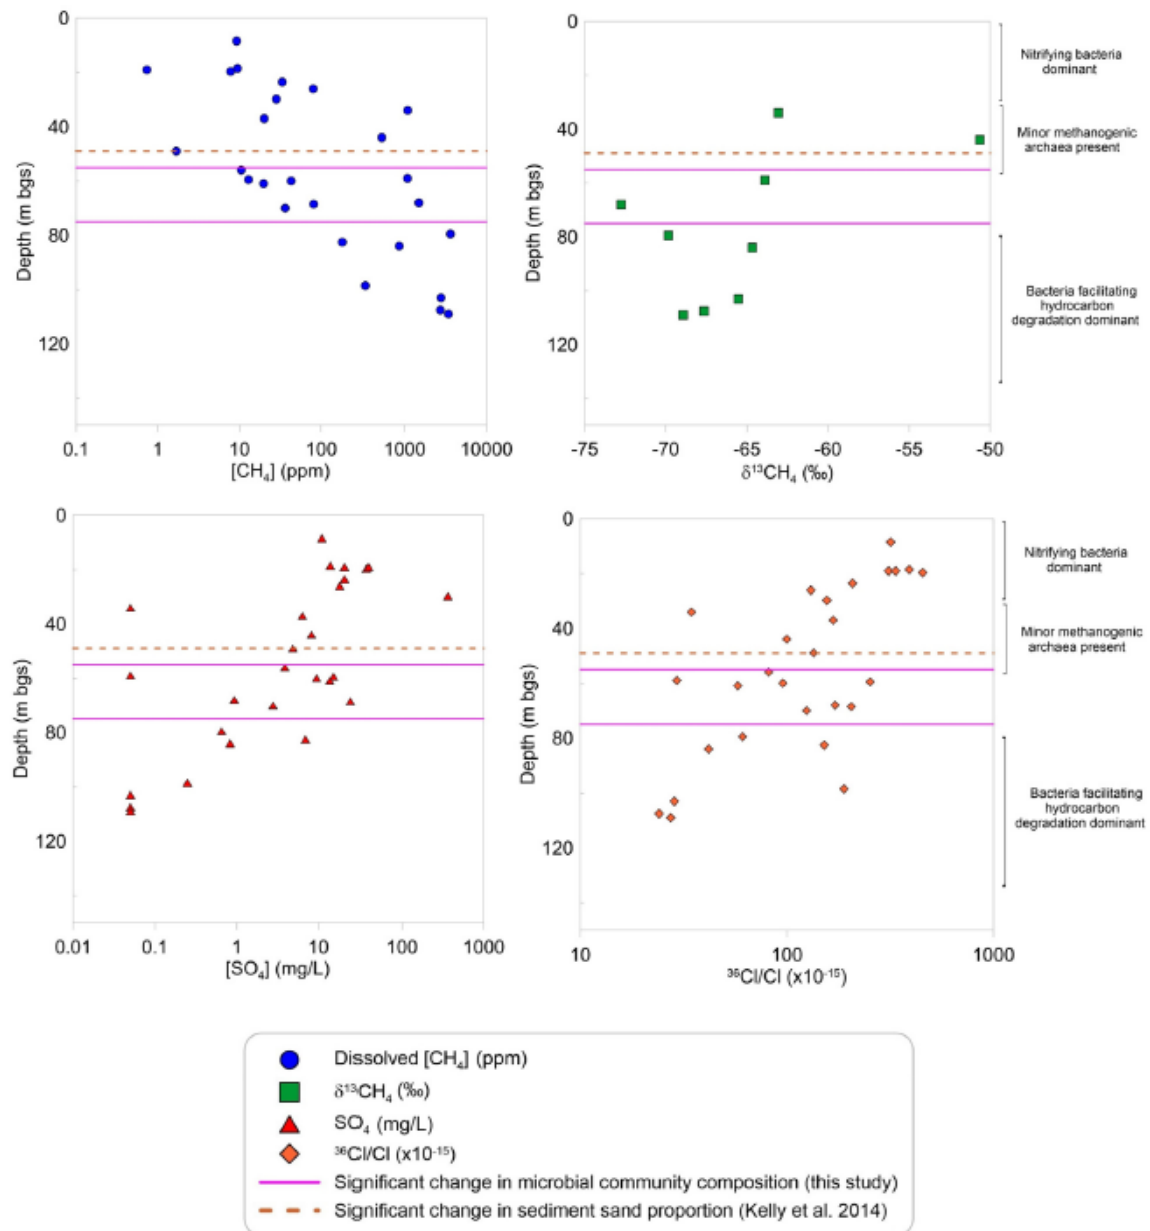 0
40
80
120
Depth (m bgs)
0.1 1 10 100 1000 10000
[CH₄] (ppm)
0
40
80
120
Depth (m bgs)
-75 -70 -65 -60 -55 -50
δ¹³CH₄ (‰)
Nitrifying bacteria
dominant
Minor methanogenic
archaea present
Bacteria facilitating
hydrocarbon
degradation dominant
0
40
80
120
Depth (m bgs)
0.01 0.1 1 10 100 1000
[SO₄] (mg/L)
0
40
80
120
Depth (m bgs)
10 100 1000
³⁶Cl/Cl (x10⁻¹⁵)
Nitrifying bacteria
dominant
Minor methanogenic
archaea present
Bacteria facilitating
hydrocarbon
degradation dominant
Dissolved [CH₄] (ppm)
δ¹³CH₄ (‰)
SO₄ (mg/L)
³⁶Cl/Cl (x10⁻¹⁵)
Significant change in microbial community composition (this study)
Significant change in sediment sand proportion (Kelly et al. 2014)